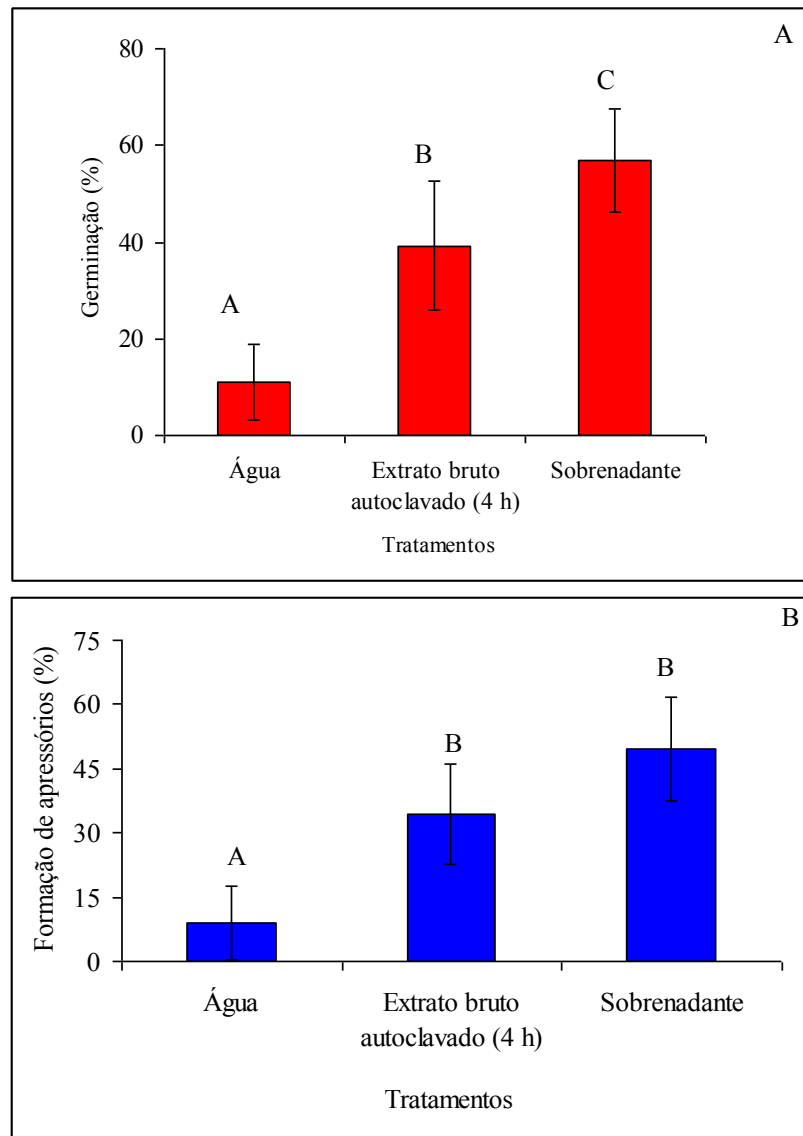 A
80
60
40
20
0
Germinação (%)
A
B
C
Água
Extrato bruto
autoclavado (4 h)
Sobrenadante
Tratamentos
B
75
60
45
30
15
0
Formação de apressórios (%)
A
B
B
Água
Extrato bruto
autoclavado (4 h)
Sobrenadante
Tratamentos